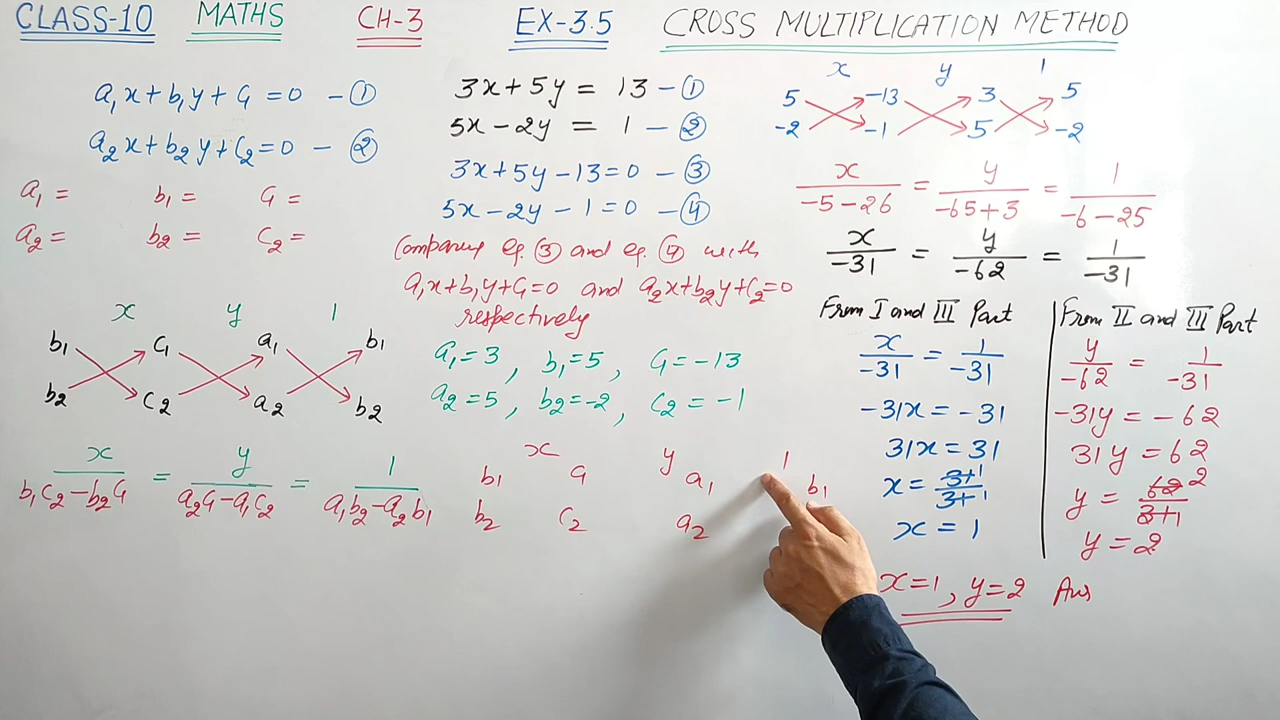 CLASS-10 MATHS CH-3 EX-3.5 CROSS MULTIPLICATION METHOD
a₁x+b₁y+c₁=0 -①
a₂x+b₂y+c₂=0 - ②
a₁= b₁= c₁=
a₂= b₂= c₂=
x y 1
b₁ c₁ a₁ b₁
b₂ c₂ a₂ b₂
x/(b₁c₂-b₂c₁) = y/(a₂c₁-a₁c₂) = 1/(a₁b₂-a₂b₁)
3x+5y = 13 -①
5x-2y = 1 - ②
3x+5y-13=0 -③
5x-2y-1=0 -④
Comparing eq. ③ and eq. ④ with
a₁x+b₁y+c₁=0 and a₂x+b₂y+c₂=0
respectively
a₁=3, b₁=5, c₁=-13
a₂=5, b₂=-2, c₂=-1
x y 1
b₁ c₁ a₁ b₁
b₂ c₂ a₂
x y 1
5 -13 3 5
-2 -1 5 -2
x/(-5-26) = y/(-65+3) = 1/(-6-25)
x/-31 = y/-62 = 1/-31
From I and III Part
x/-31 = 1/-31
-31x=-31
31x=31
x=31/31 1 1
x=1
From II and III Part
y/-62 = 1/-31
-31y=-62
31y=62
y=62/31 2 1
y=2
x=1, y=2 Ans